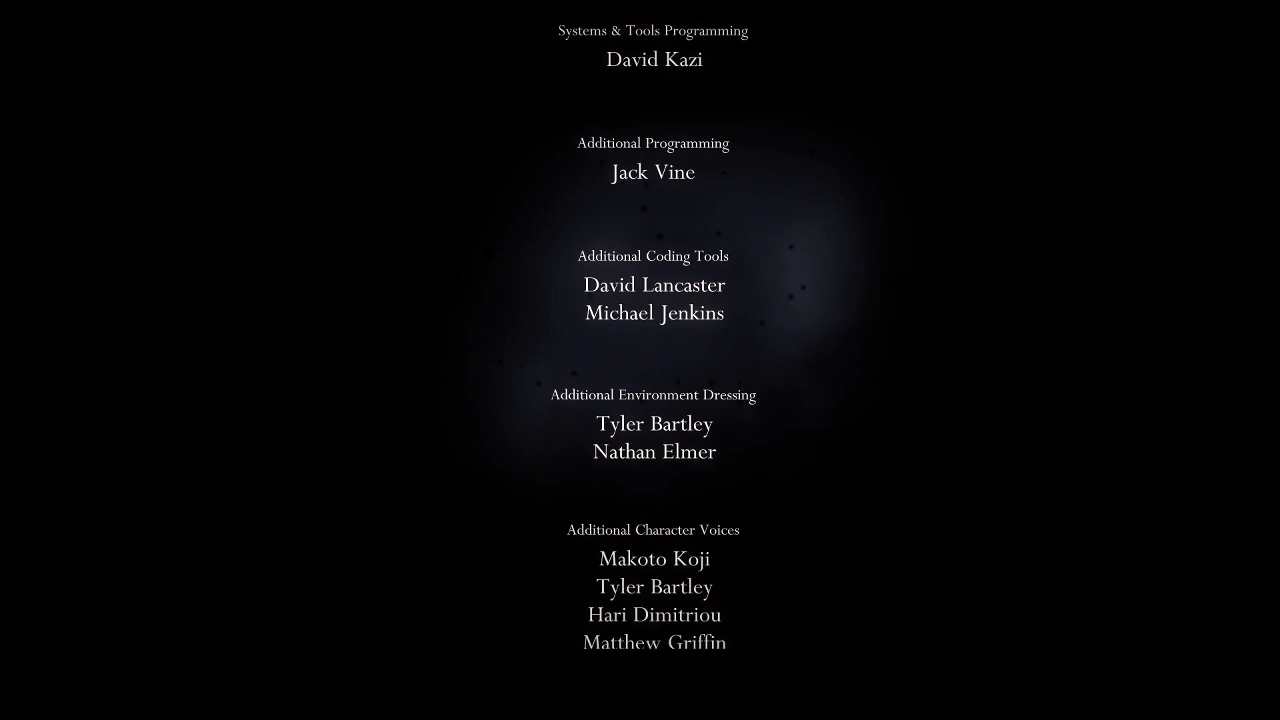 Systems & Tools Programming
David Kazi
Additional Programming
Jack Vine
Additional Coding Tools
David Lancaster
Michael Jenkins
Additional Environment Dressing
Tyler Bartley
Nathan Elmer
Additional Character Voices
Makoto Koji
Tyler Bartley
Hari Dimitriou
Matthew Griffin